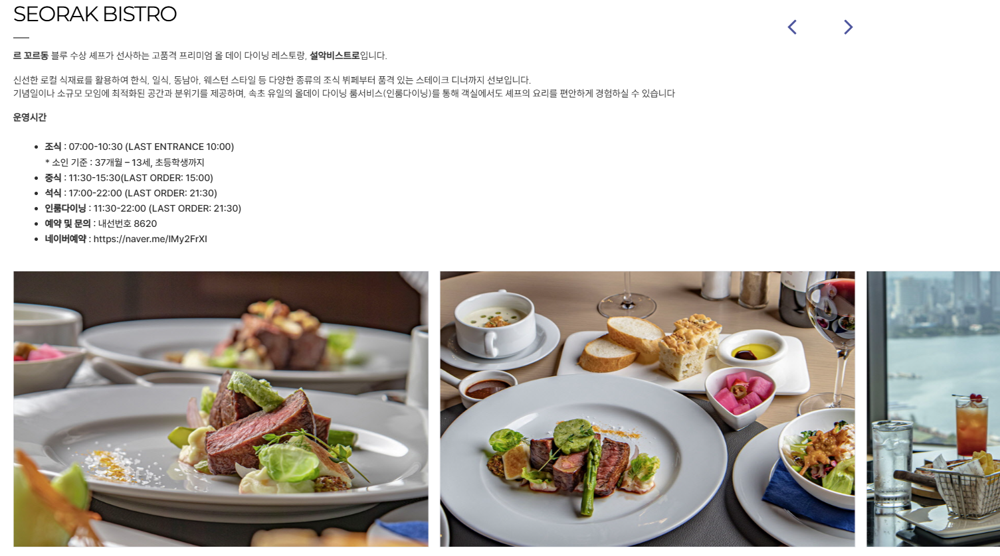 SEORAK BISTRO
르 꼬르동 블루 수상 셰프가 선사하는 고품격 프리미엄 올 데이 다이닝 레스토랑, 설악비스트로입니다.
신선한 로컬 식재료를 활용하여 한식, 일식, 동남아, 웨스턴 스타일 등 다양한 종류의 조식 뷔페부터 품격 있는 스테이크 디너까지 선보입니다.
기념일이나 소규모 모임에 최적화된 공간과 분위기를 제공하며, 속초 유일의 올데이 다이닝 룸서비스(인룸다이닝)를 통해 객실에서도 셰프의 요리를 편안하게 경험하실 수 있습니다
운영시간
조식 : 07:00-10:30 (LAST ENTRANCE 10:00)
* 소인 기준 : 37개월 – 13세, 초등학생까지
중식 : 11:30-15:30(LAST ORDER: 15:00)
석식 : 17:00-22:00 (LAST ORDER: 21:30)
인룸다이닝 : 11:30-22:00 (LAST ORDER: 21:30)
예약 및 문의 : 내선번호 8620
네이버예약 : https://naver.me/IMy2FrXI